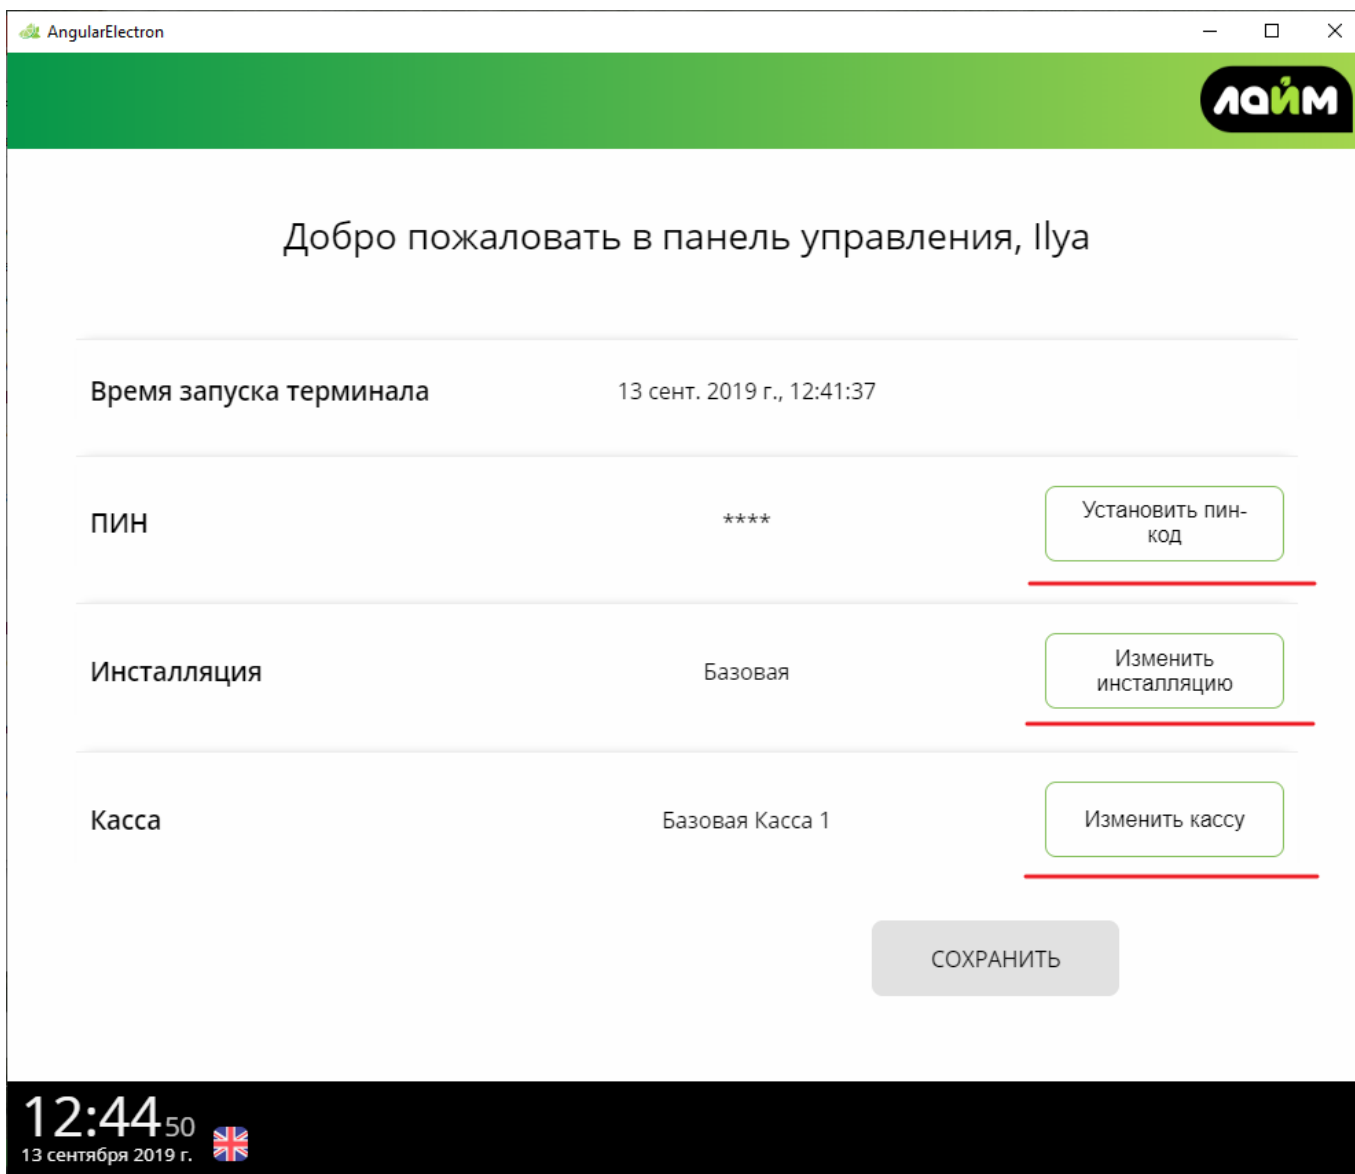 AngularElectron
лайм
Добро пожаловать в панель управления, Ilya
Время запуска терминала 13 сент. 2019 г., 12:41:37
ПИН **** Установить пин-
код
Инсталляция Базовая Изменить
инсталляцию
Касса Базовая Касса 1 Изменить кассу
СОХРАНИТЬ
12:44 50
13 сентября 2019 г.